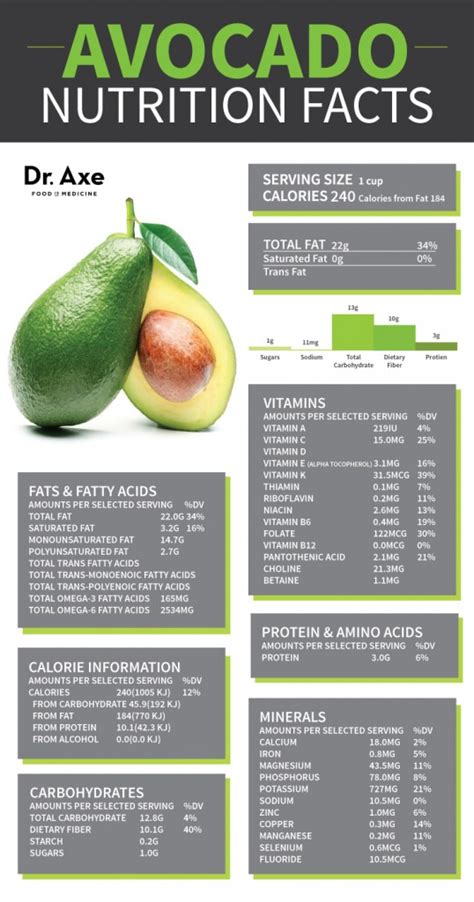 AVOCADO
NUTRITION FACTS
Dr. Axe
FOOD IS MEDICINE
SERVING SIZE 1 cup
CALORIES 240 Calories from Fat 184
TOTAL FAT 22g 34%
Saturated Fat 0g 0%
Trans Fat
1g 11mg 13g 10g 3g
Sugars Sodium Total Carbohydrate Dietary Fiber Protien
VITAMINS
AMOUNTS PER SELECTED SERVING %DV
VITAMIN A 219IU 4%
VITAMIN C 15.0MG 25%
VITAMIN D
VITAMIN E (ALPHA TOCOPHEROL) 3.1MG 16%
VITAMIN K 31.5MCG 39%
THIAMIN 0.1MG 7%
RIBOFLAVIN 0.2MG 11%
NIACIN 2.6MG 13%
VITAMIN B6 0.4MG 19%
FOLATE 122MCG 30%
VITAMIN B12 0.0MCG 0%
PANTOTHENIC ACID 2.1MG 21%
CHOLINE 21.3MG
BETAINE 1.1MG
FATS & FATTY ACIDS
AMOUNTS PER SELECTED SERVING %DV
TOTAL FAT 22.0G 34%
SATURATED FAT 3.2G 16%
MONOUNSATURATED FAT 14.7G
POLYUNSATURATED FAT 2.7G
TOTAL TRANS FATTY ACIDS
TOTAL TRANS-MONOENOIC FATTY ACIDS
TOTAL TRANS-POLYENOIC FATTY ACIDS
TOTAL OMEGA-3 FATTY ACIDS 165MG
TOTAL OMEGA-6 FATTY ACIDS 2534MG
PROTEIN & AMINO ACIDS
AMOUNTS PER SELECTED SERVING %DV
PROTEIN 3.0G 6%
CALORIE INFORMATION
AMOUNTS PER SELECTED SERVING %DV
CALORIES 240(1005 KJ) 12%
FROM CARBOHYDRATE 45.9(192 KJ)
FROM FAT 184(770 KJ)
FROM PROTEIN 10.1(42.3 KJ)
FROM ALCOHOL 0.0(0.0 KJ)
MINERALS
AMOUNTS PER SELECTED SERVING %DV
CALCIUM 18.0MG 2%
IRON 0.8MG 5%
MAGNESIUM 43.5MG 11%
PHOSPHORUS 78.0MG 8%
POTASSIUM 727MG 21%
SODIUM 10.5MG 0%
ZINC 1.0MG 6%
COPPER 0.3MG 14%
MANGANESE 0.2MG 11%
SELENIUM 0.6MCG 1%
FLUORIDE 10.5MCG
CARBOHYDRATES
AMOUNTS PER SELECTED SERVING %DV
TOTAL CARBOHYDRATE 12.8G 4%
DIETARY FIBER 10.1G 40%
STARCH 0.2G
SUGARS 1.0G